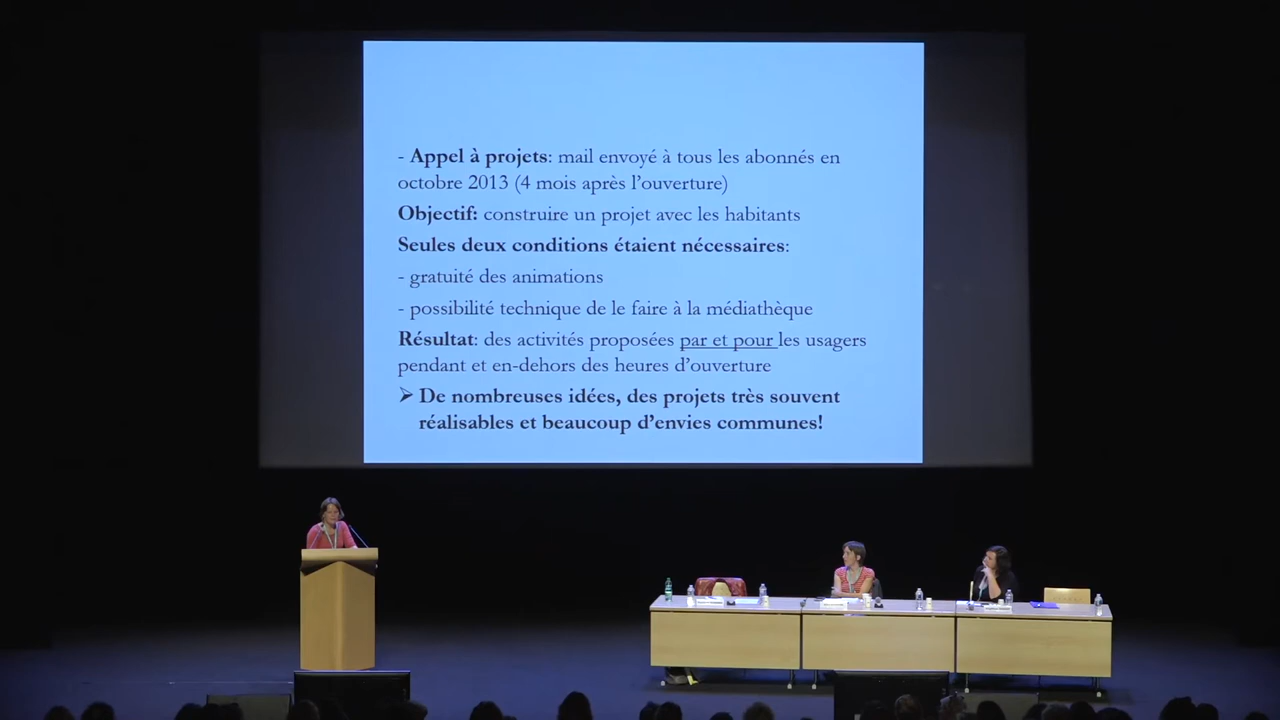 - Appel à projets: mail envoyé à tous les abonnés en
octobre 2013 (4 mois après l'ouverture)
Objectif: construire un projet avec les habitants
Seules deux conditions étaient nécessaires:
- gratuité des animations
- possibilité technique de le faire à la médiathèque
Résultat: des activités proposées par et pour les usagers
pendant et en-dehors des heures d'ouverture
➢ De nombreuses idées, des projets très souvent
réalisables et beaucoup d'envies communes!